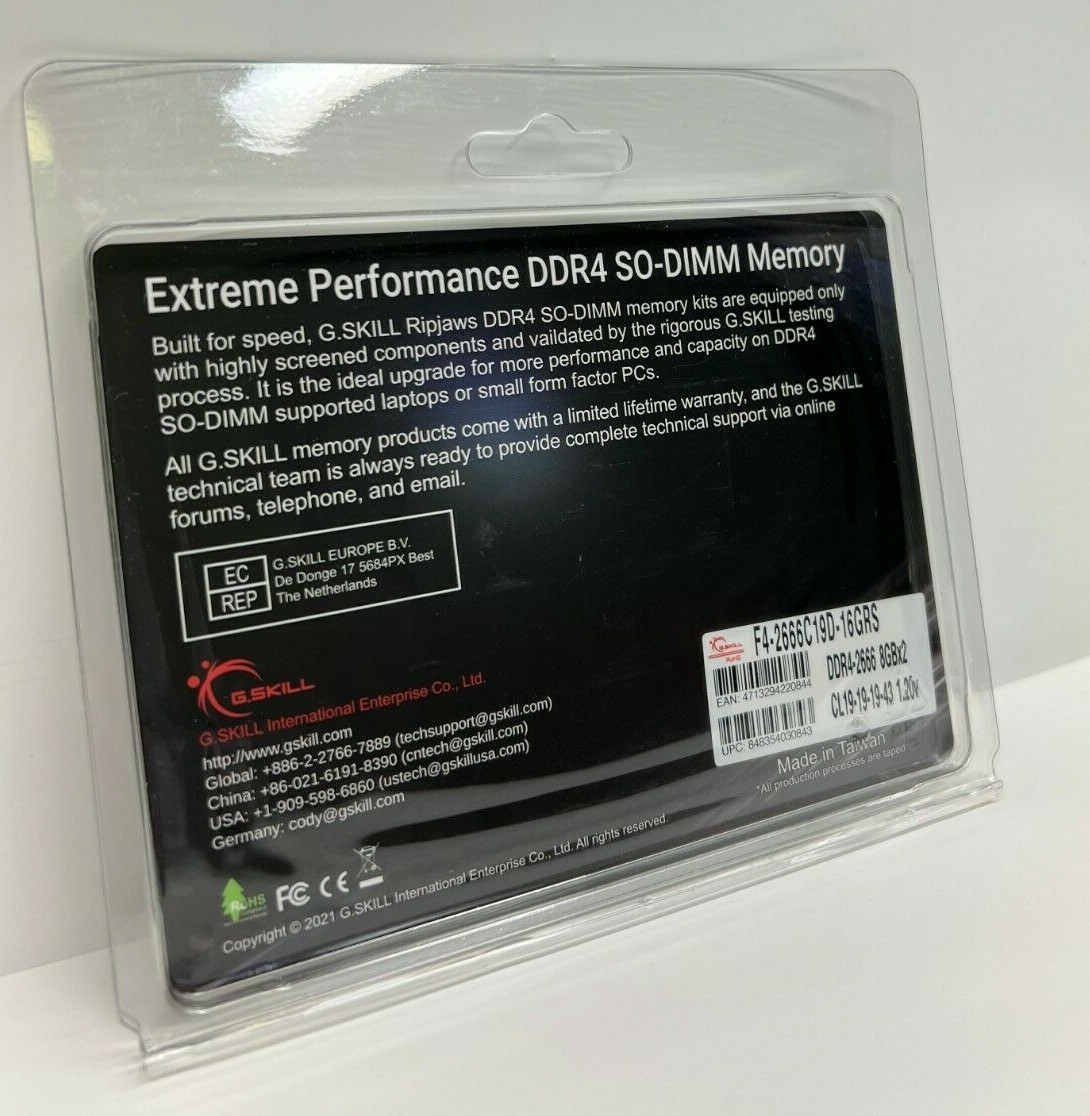 Extreme Performance DDR4 SO-DIMM Memory
Built for speed, G.SKILL Ripjaws DDR4 SO-DIMM memory kits are equipped only
with highly screened components and vaildated by the rigorous G.SKILL testing
process. It is the ideal upgrade for more performance and capacity on DDR4
SO-DIMM supported laptops or small form factor PCs.
All G.SKILL memory products come with a limited lifetime warranty, and the G.SKILL
technical team is always ready to provide complete technical support via online
forums, telephone, and email.
EC
REP
G.SKILL EUROPE B.V.
De Donge 17 5684PX Best
The Netherlands
G.SKILL
G.SKILL International Enterprise Co., Ltd.
http://www.gskill.com
Global: +886-2-2766-7889 (techsupport@gskill.com)
China: +86-021-6191-8390 (cntech@gskill.com)
USA: +1-909-598-6860 (ustech@gskillusa.com)
Germany: cody@gskill.com
G.SKILL
RoHS
F4-2666C19D-16GRS
DDR4-2666 8GBx2
EAN: 4713294220844
CL19-19-19-43 1.20v
UPC: 848354030843
Made in Taiwan
*All production processes are taped
RoHS
FC CE
Copyright © 2021 G.SKILL International Enterprise Co., Ltd. All rights reserved.